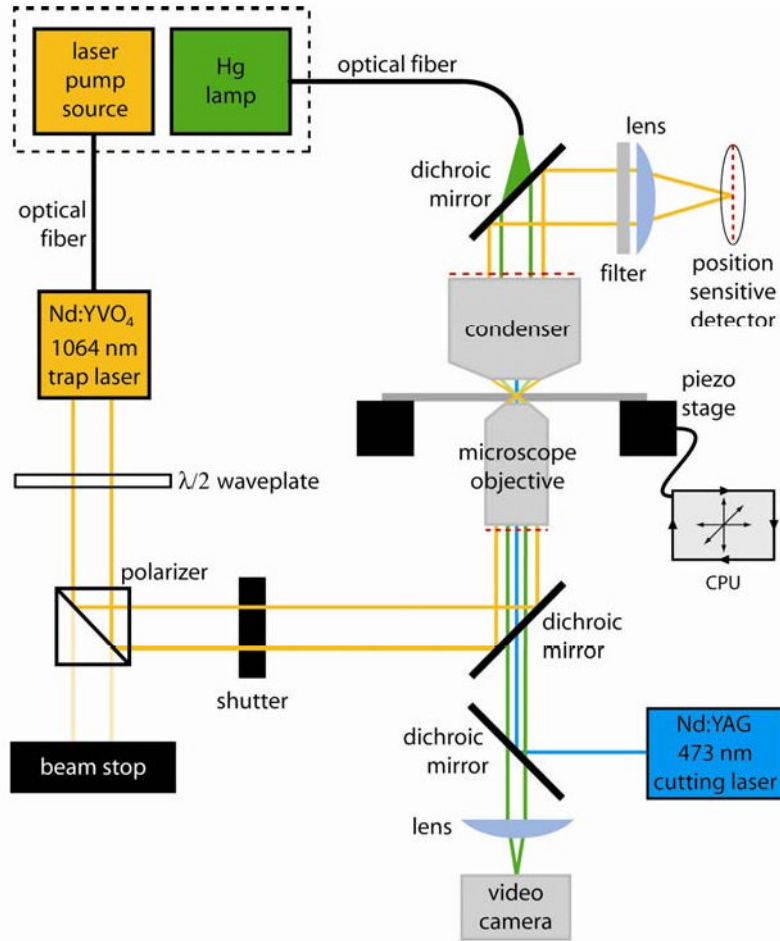 laser
pump
source
Hg
lamp
optical fiber
lens
dichroic
mirror
optical
fiber
filter
position
sensitive
detector
Nd:YVO₄
1064 nm
trap laser
condenser
piezo
stage
λ/2 waveplate
microscope
objective
CPU
polarizer
dichroic
mirror
shutter
dichroic
mirror
Nd:YAG
473 nm
cutting laser
beam stop
lens
video
camera